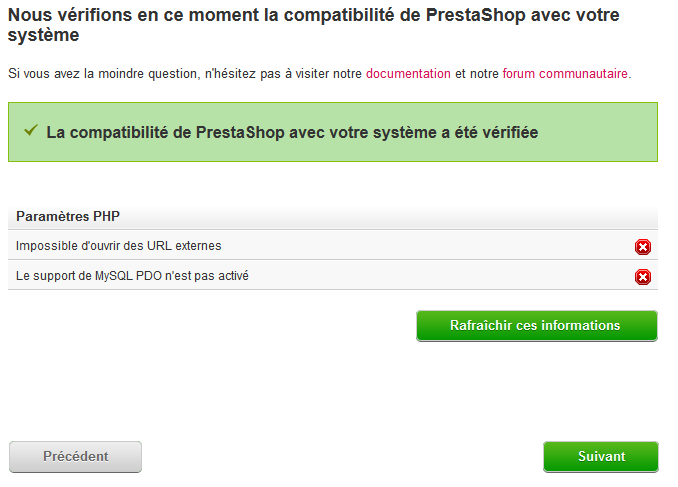 Nous vérifions en ce moment la compatibilité de PrestaShop avec votre
système
Si vous avez la moindre question, n'hésitez pas à visiter notre documentation et notre forum communautaire.
La compatibilité de PrestaShop avec votre système a été vérifiée
Paramètres PHP
Impossible d'ouvrir des URL externes
Le support de MySQL PDO n'est pas activé
Rafraîchir ces informations
Précédent
Suivant